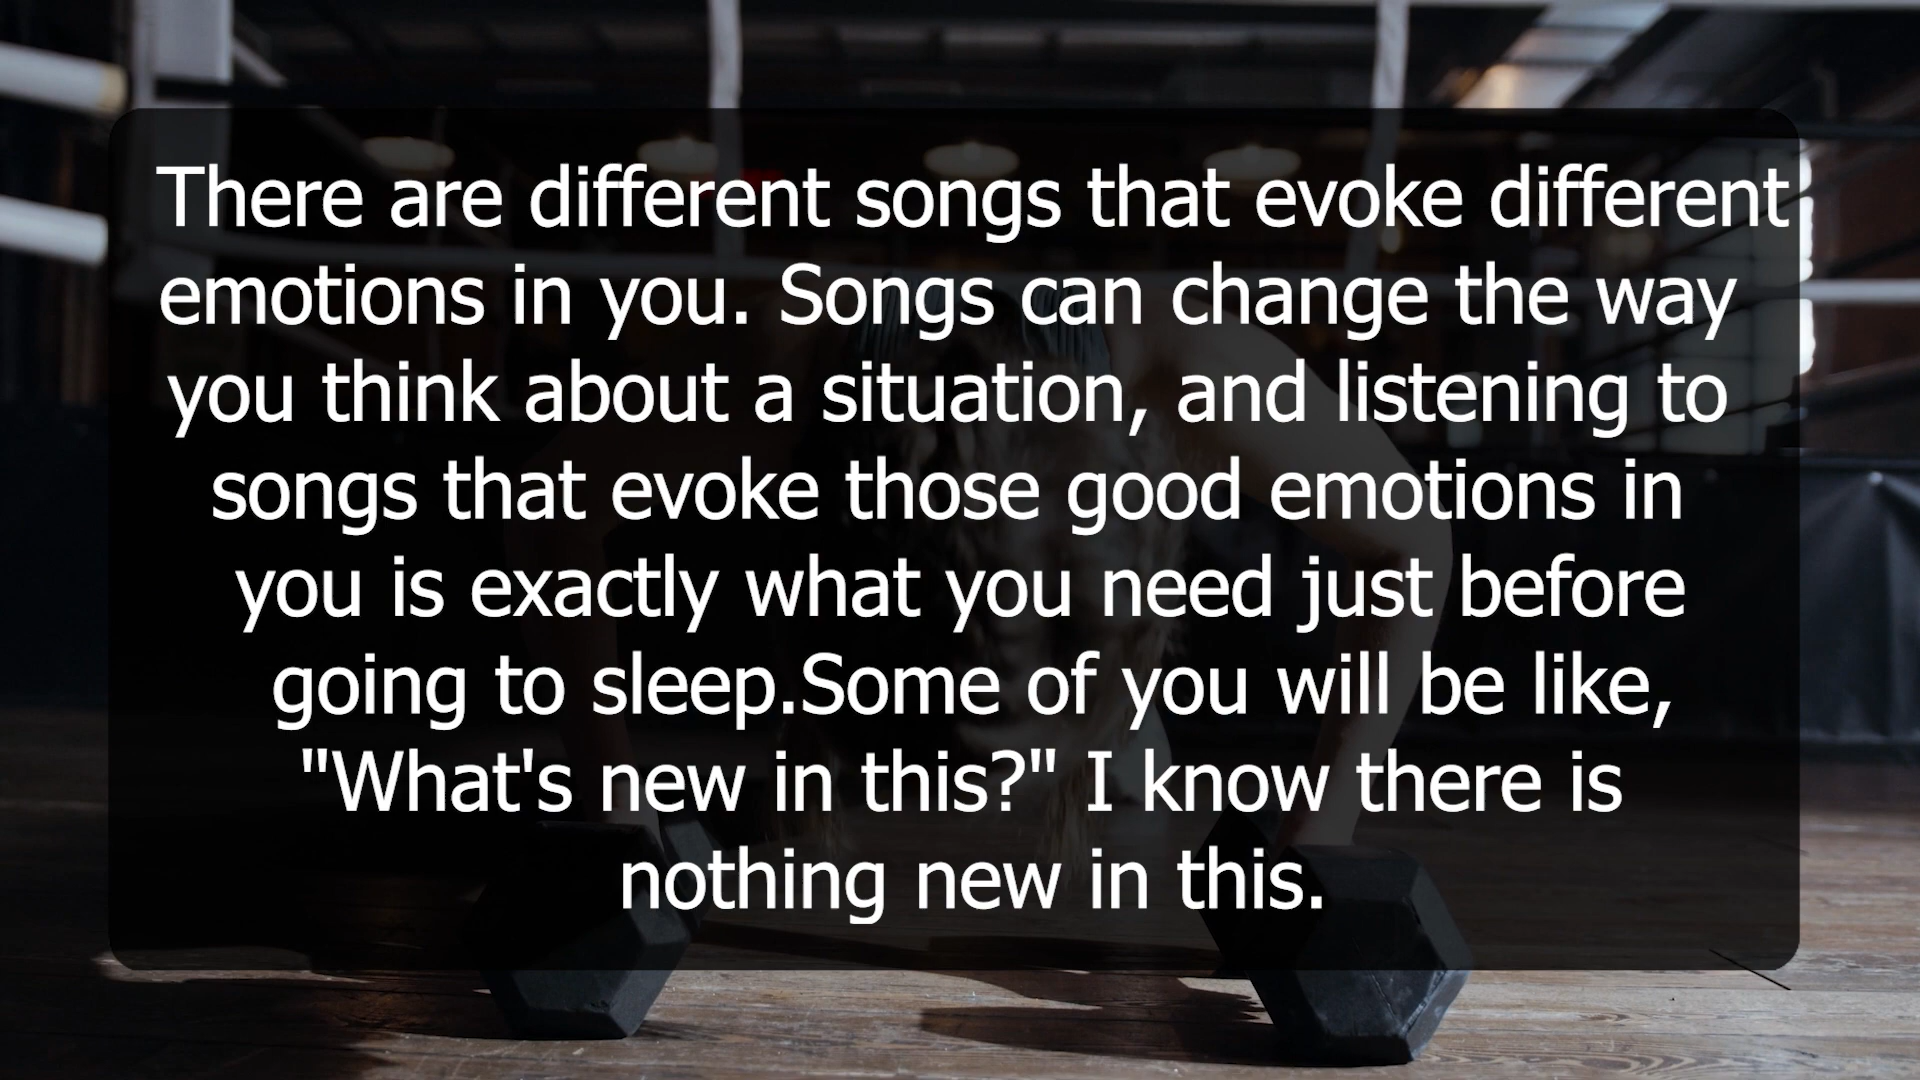 There are different songs that evoke different
emotions in you. Songs can change the way
you think about a situation, and listening to
songs that evoke those good emotions in
you is exactly what you need just before
going to sleep.Some of you will be like,
"What's new in this?" I know there is
nothing new in this.